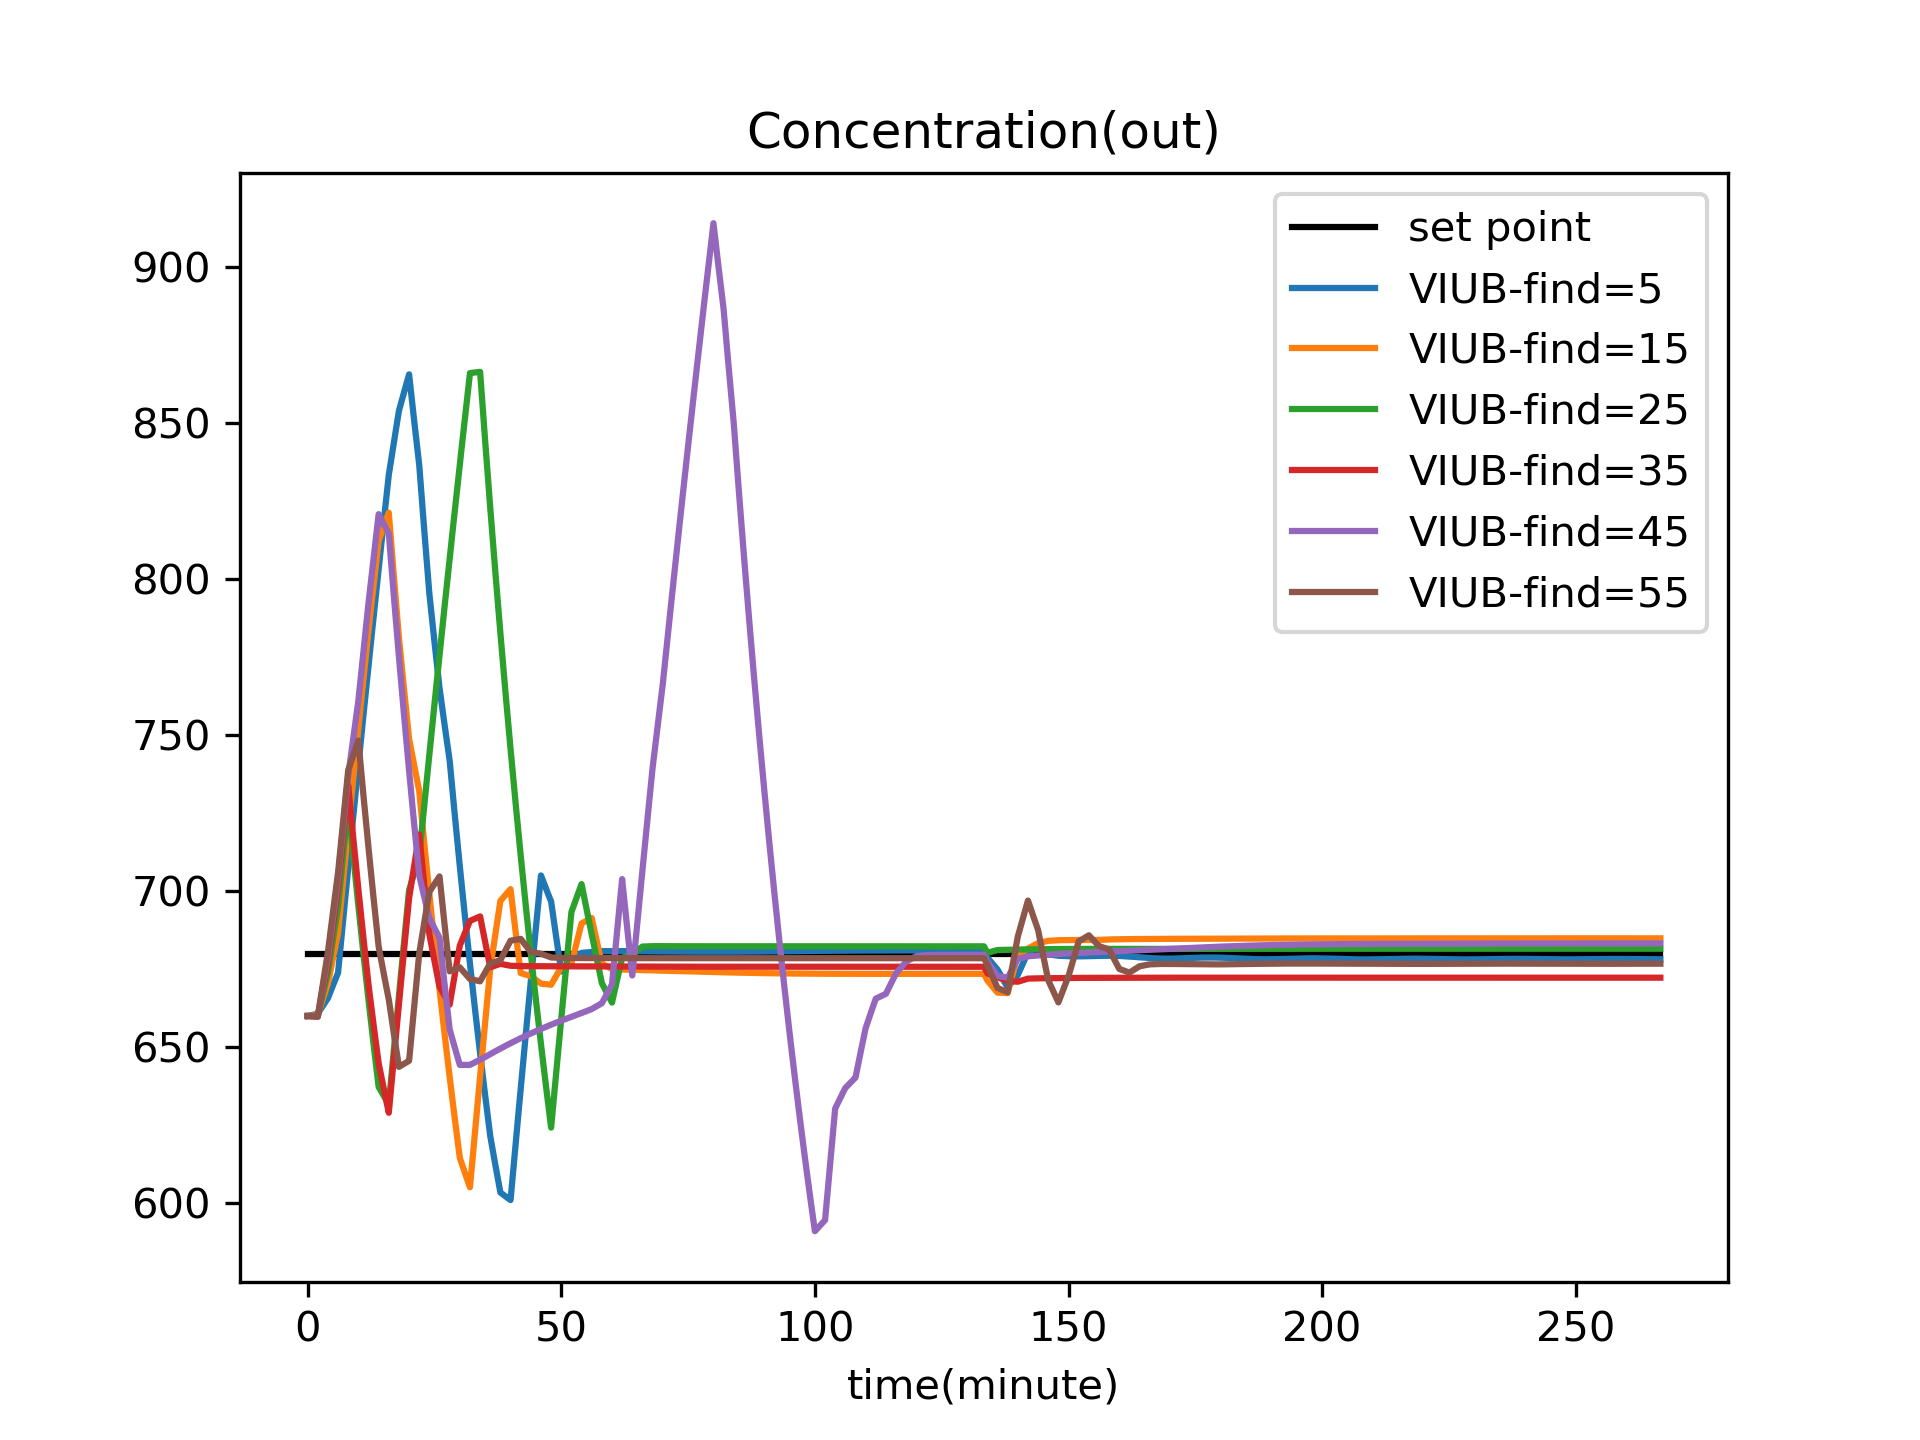 Concentration(out)
900
850
800
750
700
650
600
0 50 100 150 200 250
time(minute)
set point
VIUB-find=5
VIUB-find=15
VIUB-find=25
VIUB-find=35
VIUB-find=45
VIUB-find=55